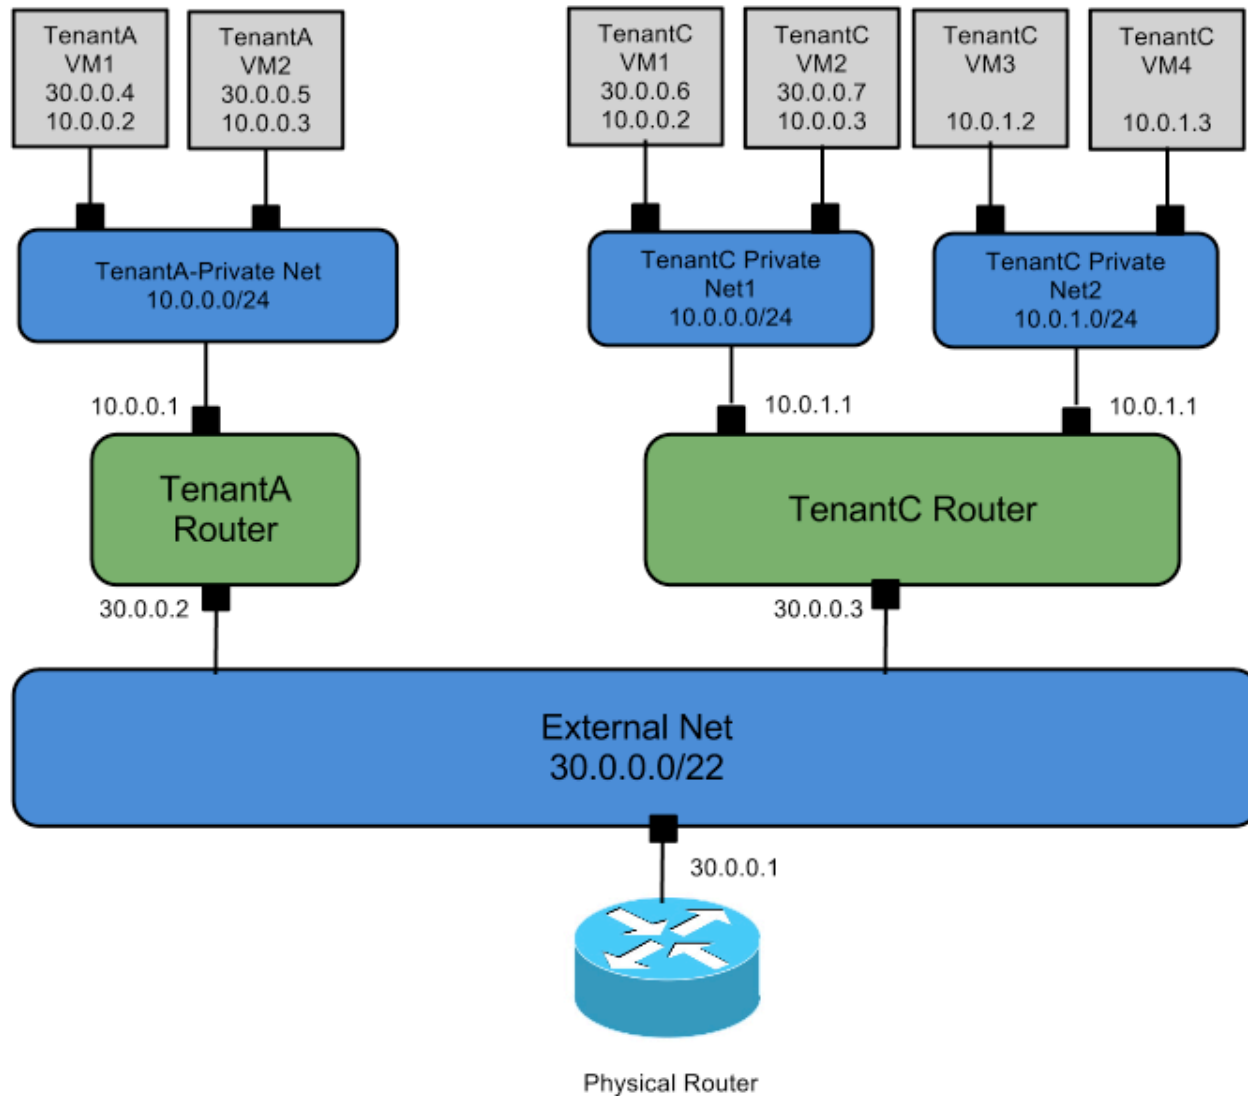 TenantA
VM1
30.0.0.4
10.0.0.2
TenantA
VM2
30.0.0.5
10.0.0.3
TenantC
VM1
30.0.0.6
10.0.0.2
TenantC
VM2
30.0.0.7
10.0.0.3
TenantC
VM3
10.0.1.2
TenantC
VM4
10.0.1.3
TenantA-Private Net
10.0.0.0/24
TenantC Private
Net1
10.0.0.0/24
TenantC Private
Net2
10.0.1.0/24
10.0.0.1
10.0.1.1
10.0.1.1
TenantA
Router
TenantC Router
30.0.0.2
30.0.0.3
External Net
30.0.0.0/22
30.0.0.1
Physical Router